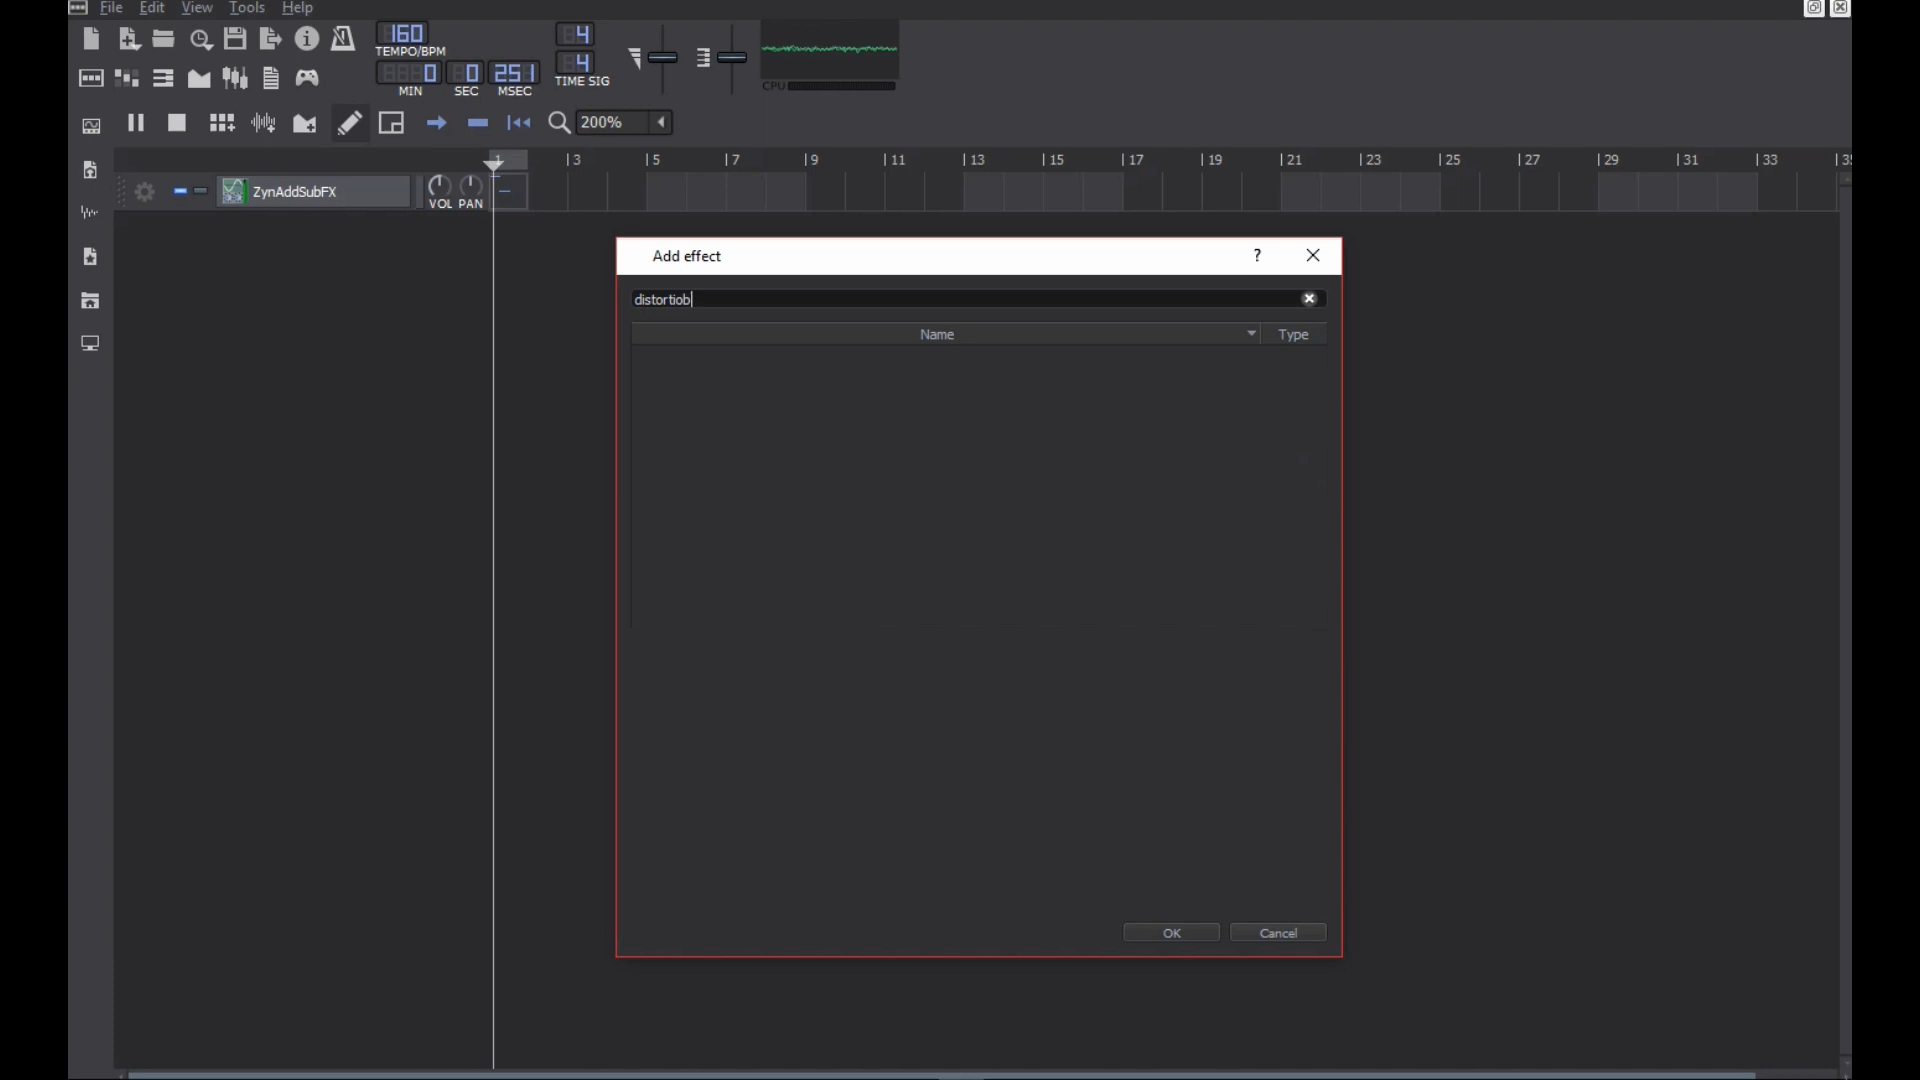 File Edit View Tools Help
160
TEMPO/BPM
0 0 251
MIN SEC MSEC
4
4
TIME SIG
CPU
200%
1 3 5 7 9 11 13 15 17 19 21 23 25 27 29 31 33 35
ZynAddSubFX
VOL PAN
Add effect ?
distortiob
Name Type
OK Cancel